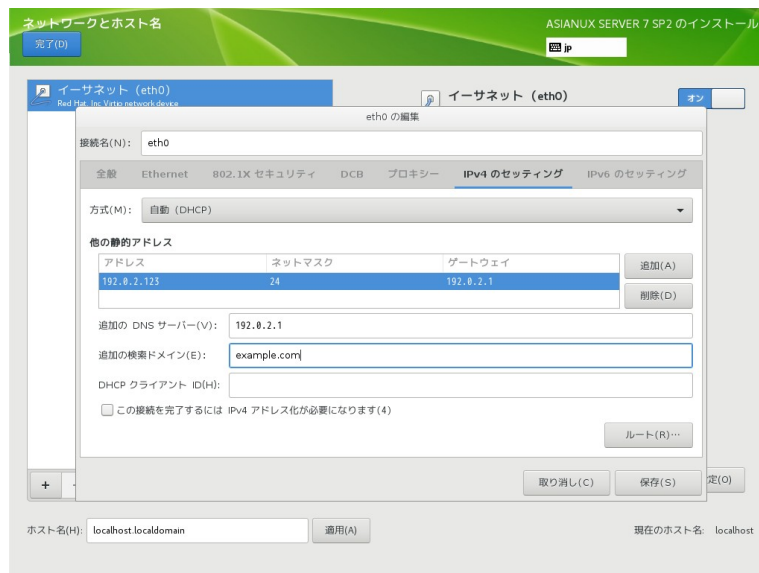 ネットワークとホスト名
ASIANUX SERVER 7 SP2 のインストール
完了(D)
jp
イーサネット (eth0)
Red Hat, Inc Virtio network device
イーサネット (eth0)
オン
eth0 の編集
接続名(N): eth0
全般 Ethernet 802.1X セキュリティ DCB プロキシー IPv4 のセッティング IPv6 のセッティング
方式(M): 自動 (DHCP)
他の静的アドレス
アドレス ネットマスク ゲートウェイ
192.0.2.123 24 192.0.2.1
追加(A)
削除(D)
追加の DNS サーバー(V): 192.0.2.1
追加の検索ドメイン(E): example.com
DHCP クライアント ID(H):
この接続を完了するには IPv4 アドレス化が必要になります(4)
ルート(R)…
取り消し(C) 保存(S)
定(O)
+ -
ホスト名(H): localhost.localdomain 適用(A) 現在のホスト名: localhost